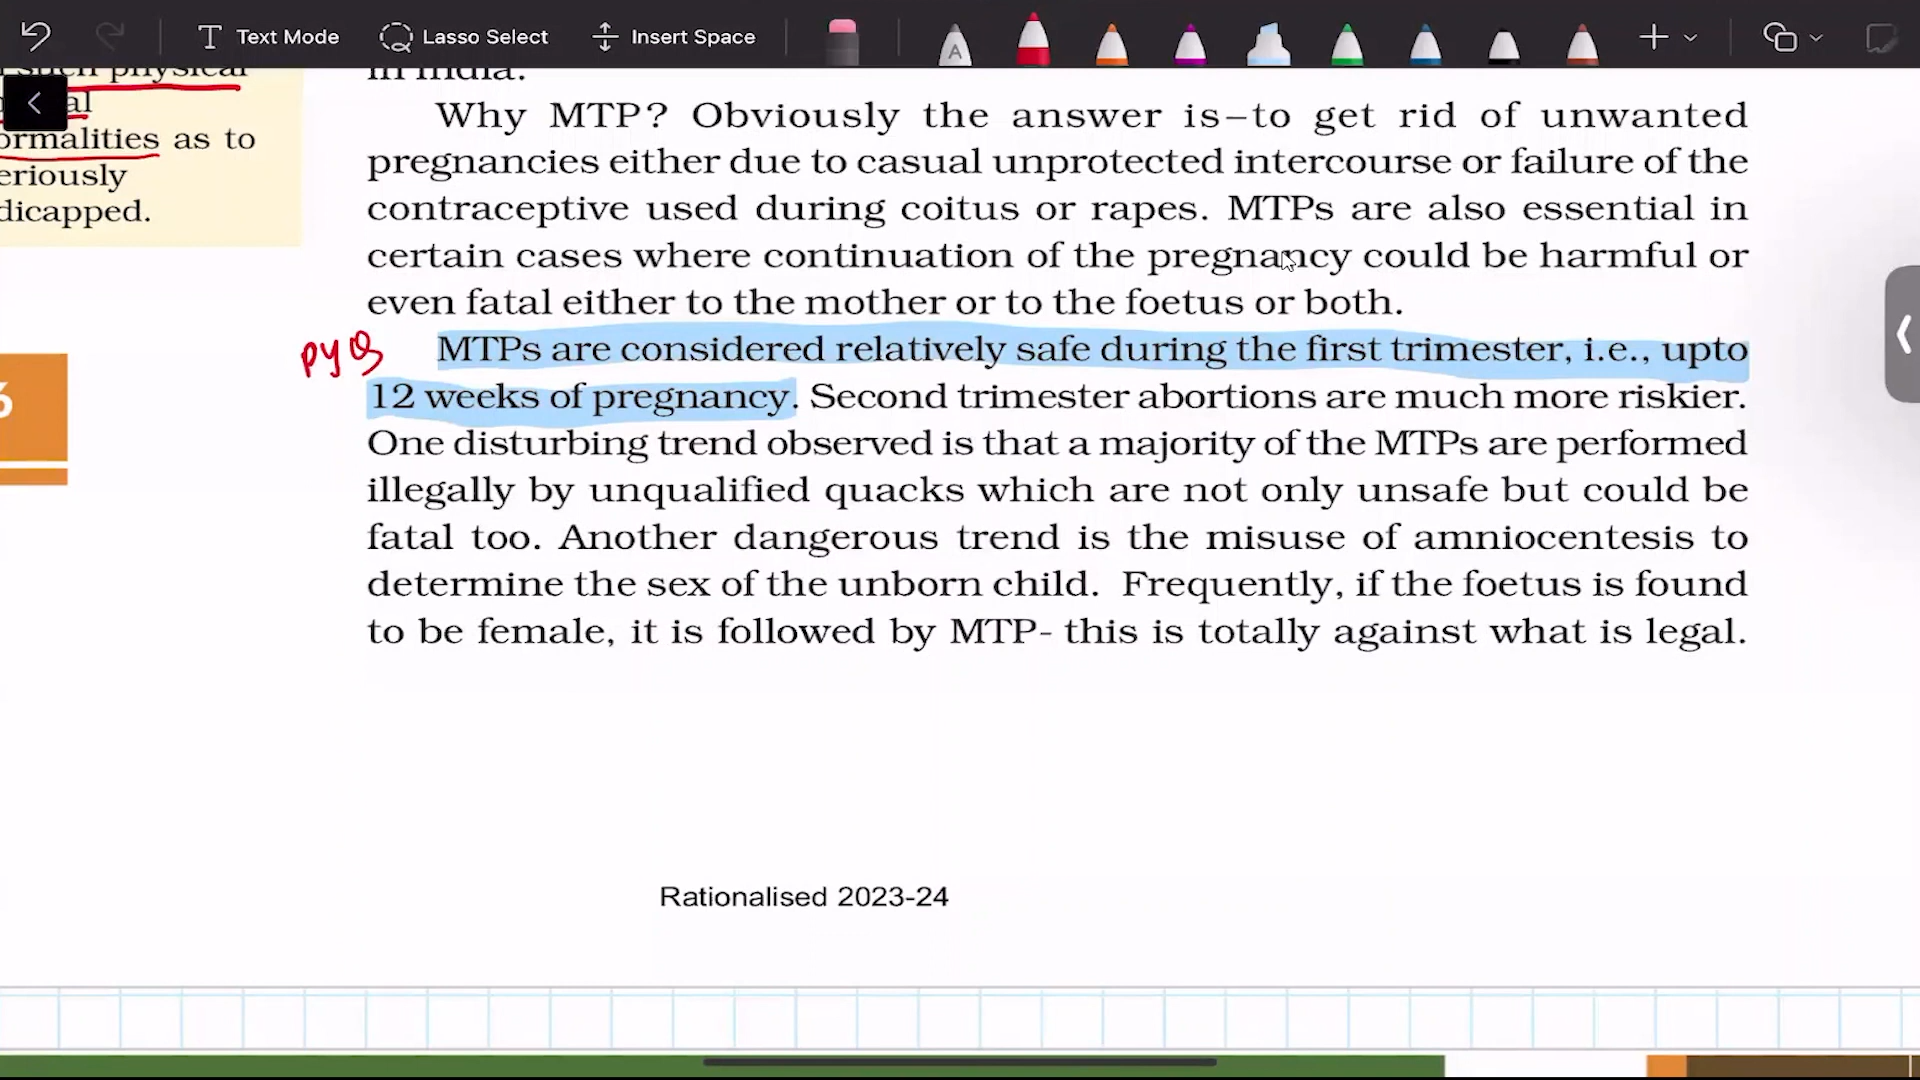 Text Mode
Lasso Select
Insert Space
such physical
al
ormalities as to
eriously
dicapped.
6
in India.
Why MTP? Obviously the answer is–to get rid of unwanted
pregnancies either due to casual unprotected intercourse or failure of the
contraceptive used during coitus or rapes. MTPs are also essential in
certain cases where continuation of the pregnancy could be harmful or
even fatal either to the mother or to the foetus or both.
PYQ
MTPs are considered relatively safe during the first trimester, i.e., upto
12 weeks of pregnancy. Second trimester abortions are much more riskier.
One disturbing trend observed is that a majority of the MTPs are performed
illegally by unqualified quacks which are not only unsafe but could be
fatal too. Another dangerous trend is the misuse of amniocentesis to
determine the sex of the unborn child. Frequently, if the foetus is found
to be female, it is followed by MTP- this is totally against what is legal.
Rationalised 2023-24